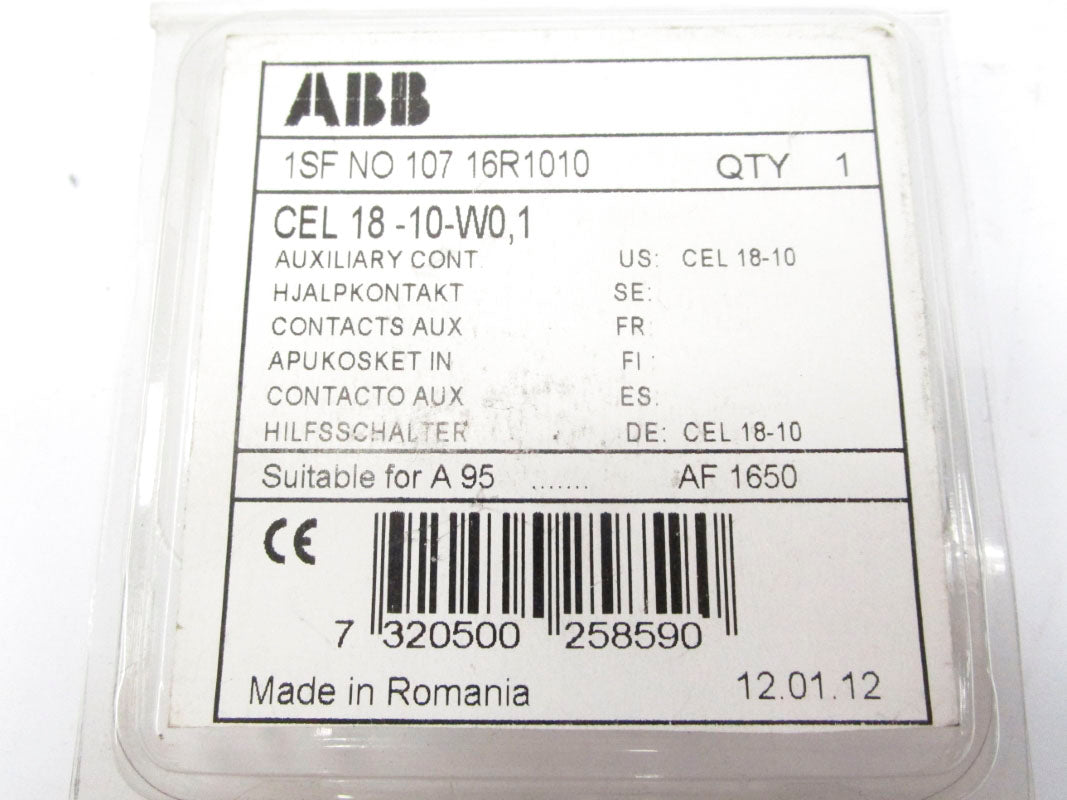 ABB
1SF NO 107 16R1010 QTY 1
CEL 18 -10-W0,1
AUXILIARY CONT. US: CEL 18-10
HJALPKONTAKT SE:
CONTACTS AUX FR:
APUKOSKET IN FI :
CONTACTO AUX ES:
HILFSSCHALTER DE: CEL 18-10
Suitable for A 95 ....... AF 1650
CE
7 320500 258590
Made in Romania 12.01.12